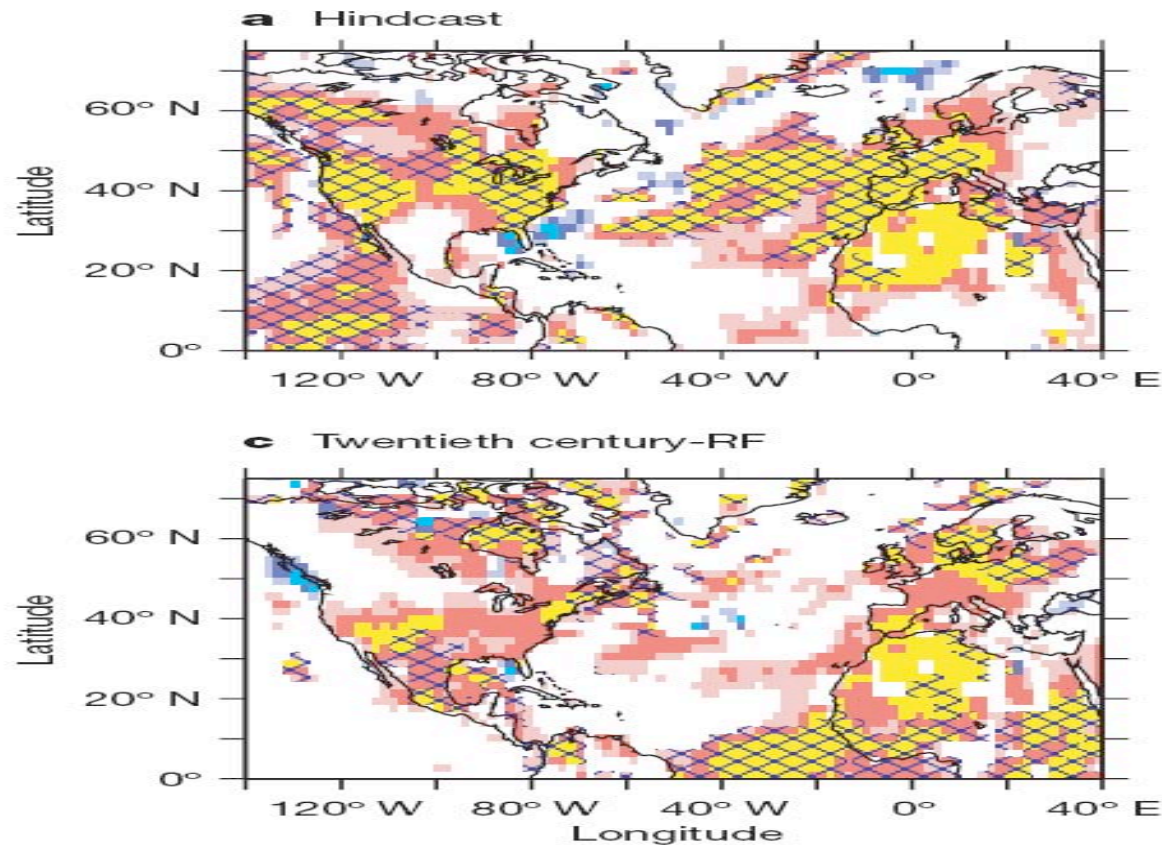 a Hindcast
Latitude
60° N
40° N
20° N
0°
120° W 80° W 40° W 0° 40° E
c Twentieth century-RF
Latitude
60° N
40° N
20° N
0°
120° W 80° W 40° W 0° 40° E
Longitude